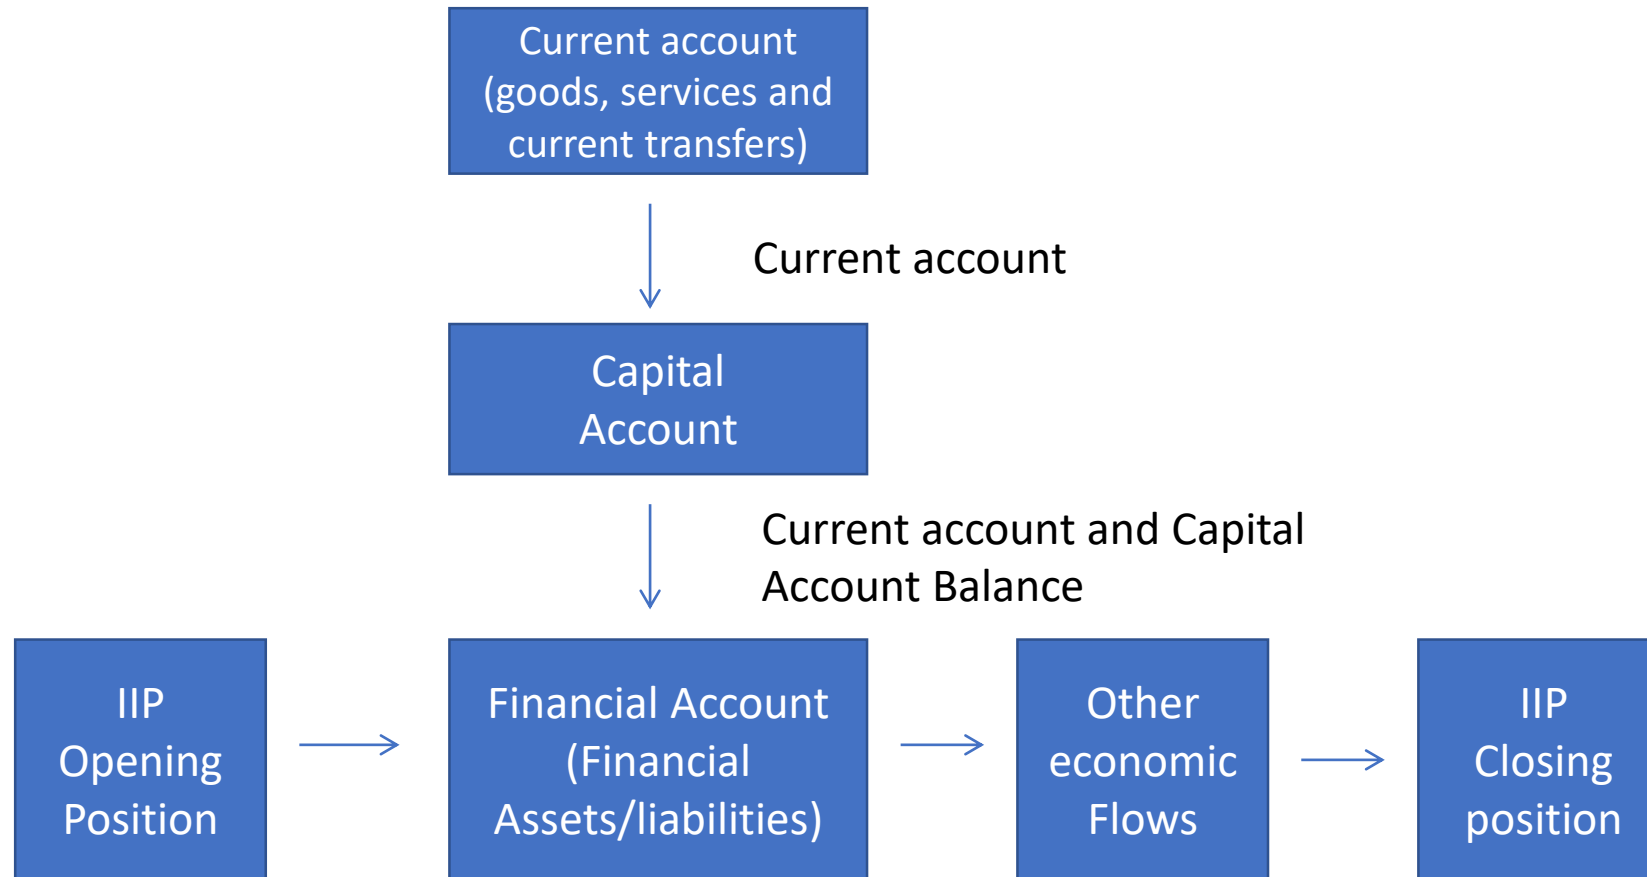 Current account
(goods, services and
current transfers)
Current account
Capital
Account
Current account and Capital
Account Balance
IIP
Opening
Position
Financial Account
(Financial
Assets/liabilities)
Other
economic
Flows
IIP
Closing
position